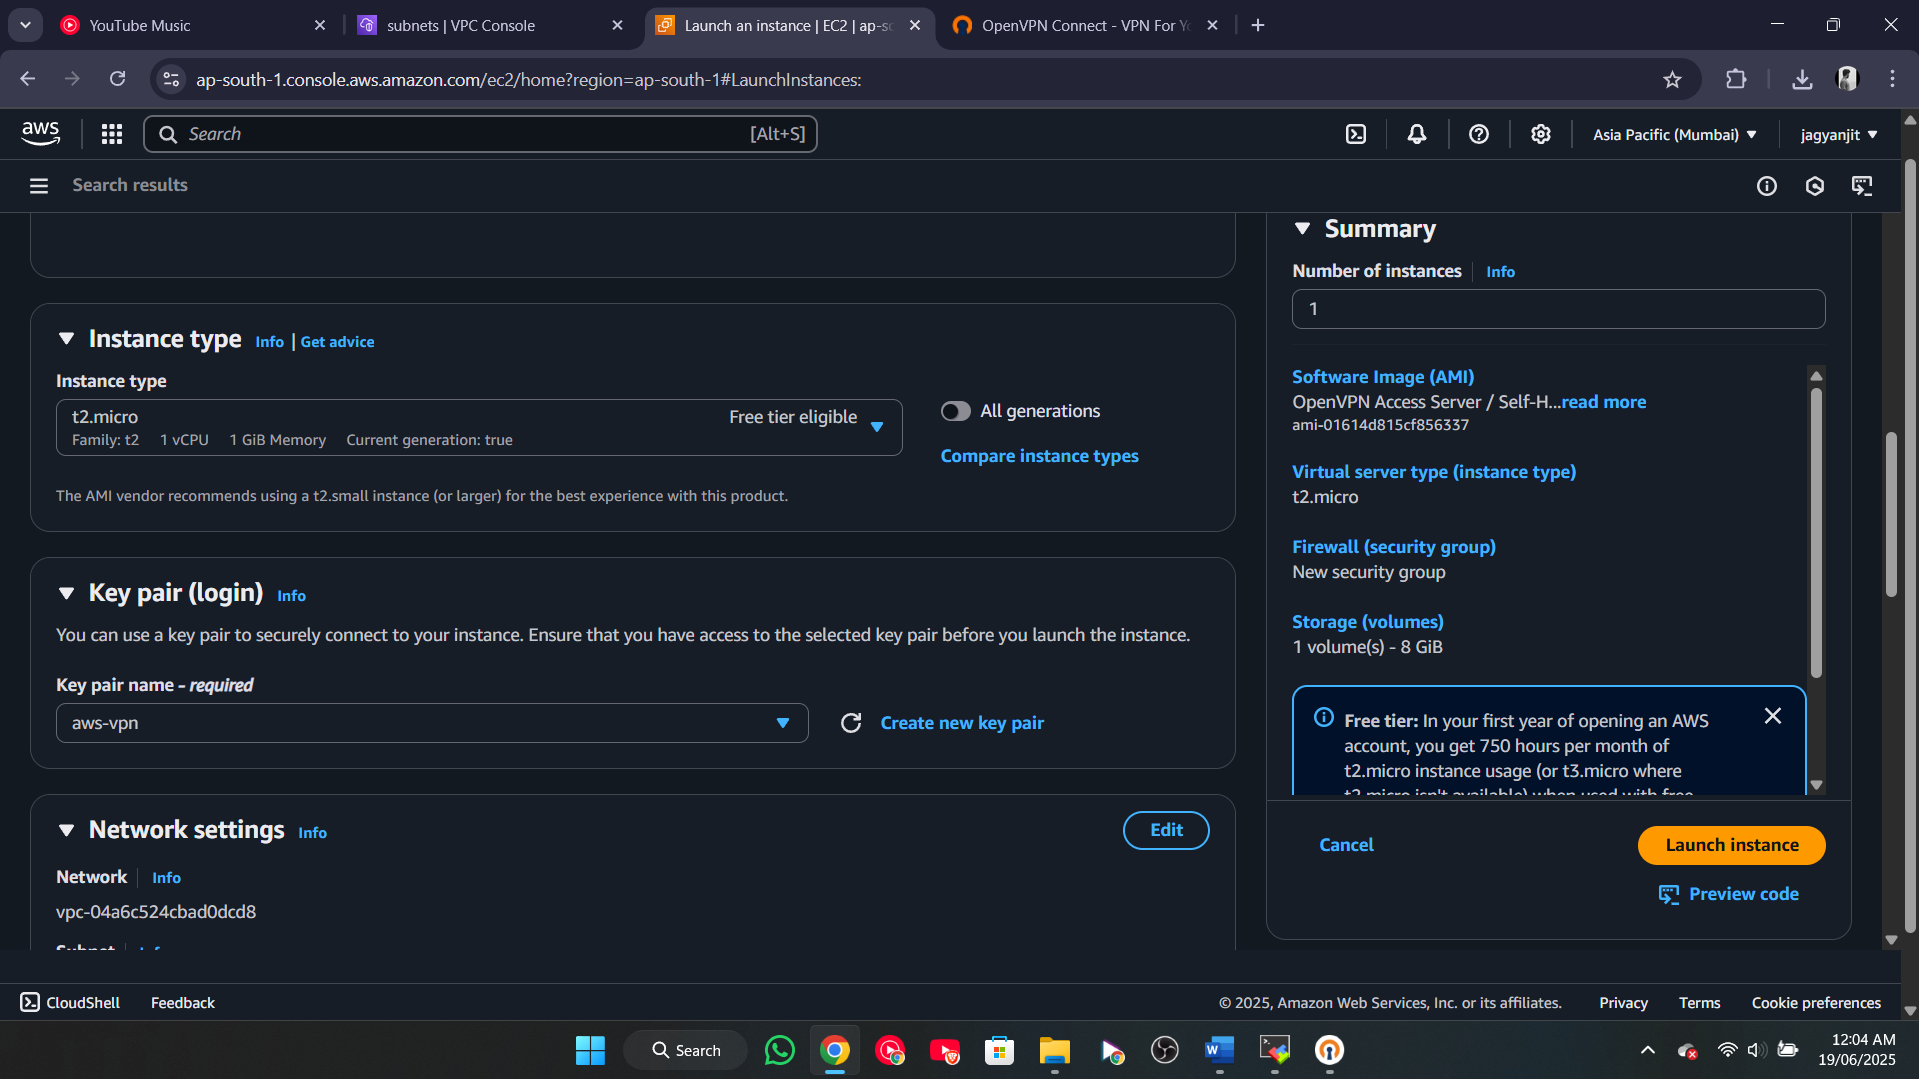 YouTube Music
subnets | VPC Console
Launch an instance | EC2 | ap-s
OpenVPN Connect - VPN For Y
ap-south-1.console.aws.amazon.com/ec2/home?region=ap-south-1#LaunchInstances:
aws
Search
[Alt+S]
Asia Pacific (Mumbai)
jagyanjit
Search results
Instance type Info | Get advice
Instance type
t2.micro
Free tier eligible
Family: t2 1 vCPU 1 GiB Memory Current generation: true
All generations
Compare instance types
The AMI vendor recommends using a t2.small instance (or larger) for the best experience with this product.
Key pair (login) Info
You can use a key pair to securely connect to your instance. Ensure that you have access to the selected key pair before you launch the instance.
Key pair name - required
aws-vpn
Create new key pair
Network settings Info
Edit
Network Info
vpc-04a6c524cbad0dcd8
Subnet Info
Summary
Number of instances Info
1
Software Image (AMI)
OpenVPN Access Server / Self-H...read more
ami-01614d815cf856337
Virtual server type (instance type)
t2.micro
Firewall (security group)
New security group
Storage (volumes)
1 volume(s) - 8 GiB
Free tier: In your first year of opening an AWS
account, you get 750 hours per month of
t2.micro instance usage (or t3.micro where
t2.micro isn't available) when used with free
Cancel
Launch instance
Preview code
CloudShell
Feedback
© 2025, Amazon Web Services, Inc. or its affiliates.
Privacy
Terms
Cookie preferences
Search
12:04 AM
19/06/2025